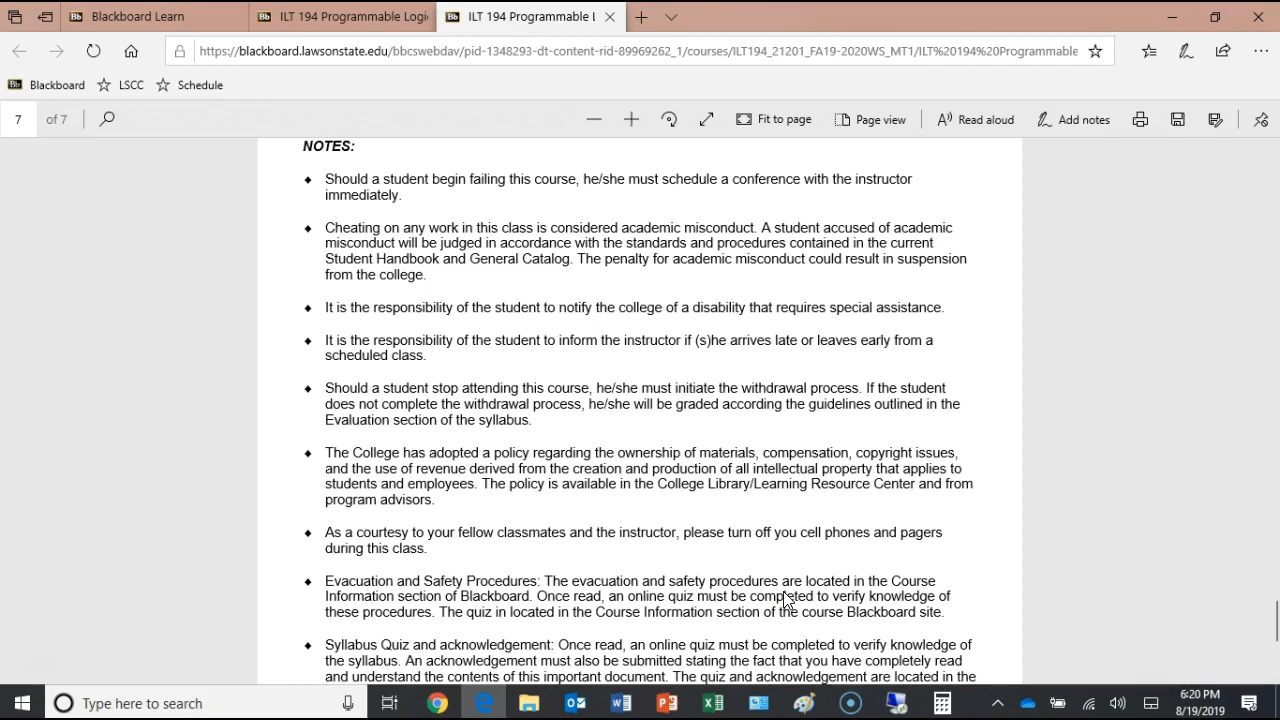 Blackboard Learn
ILT 194 Programmable Logi
ILT 194 Programmable L
https://blackboard.lawsonstate.edu/bbcswebdav/pid-1348293-dt-content-rid-89969262_1/courses/ILT194_21201_FA19-2020WS_MT1/ILT%20194%20Programmable
Blackboard
LSCC
Schedule
7 of 7
Fit to page
Page view
Read aloud
Add notes
NOTES:
♦ Should a student begin failing this course, he/she must schedule a conference with the instructor
immediately.
♦ Cheating on any work in this class is considered academic misconduct. A student accused of academic
misconduct will be judged in accordance with the standards and procedures contained in the current
Student Handbook and General Catalog. The penalty for academic misconduct could result in suspension
from the college.
♦ It is the responsibility of the student to notify the college of a disability that requires special assistance.
♦ It is the responsibility of the student to inform the instructor if (s)he arrives late or leaves early from a
scheduled class.
♦ Should a student stop attending this course, he/she must initiate the withdrawal process. If the student
does not complete the withdrawal process, he/she will be graded according the guidelines outlined in the
Evaluation section of the syllabus.
♦ The College has adopted a policy regarding the ownership of materials, compensation, copyright issues,
and the use of revenue derived from the creation and production of all intellectual property that applies to
students and employees. The policy is available in the College Library/Learning Resource Center and from
program advisors.
♦ As a courtesy to your fellow classmates and the instructor, please turn off you cell phones and pagers
during this class.
♦ Evacuation and Safety Procedures: The evacuation and safety procedures are located in the Course
Information section of Blackboard. Once read, an online quiz must be completed to verify knowledge of
these procedures. The quiz in located in the Course Information section of the course Blackboard site.
♦ Syllabus Quiz and acknowledgement: Once read, an online quiz must be completed to verify knowledge of
the syllabus. An acknowledgement must also be submitted stating the fact that you have completely read
and understand the contents of this important document. The quiz and acknowledgement are located in the
Type here to search
6:20 PM
8/19/2019